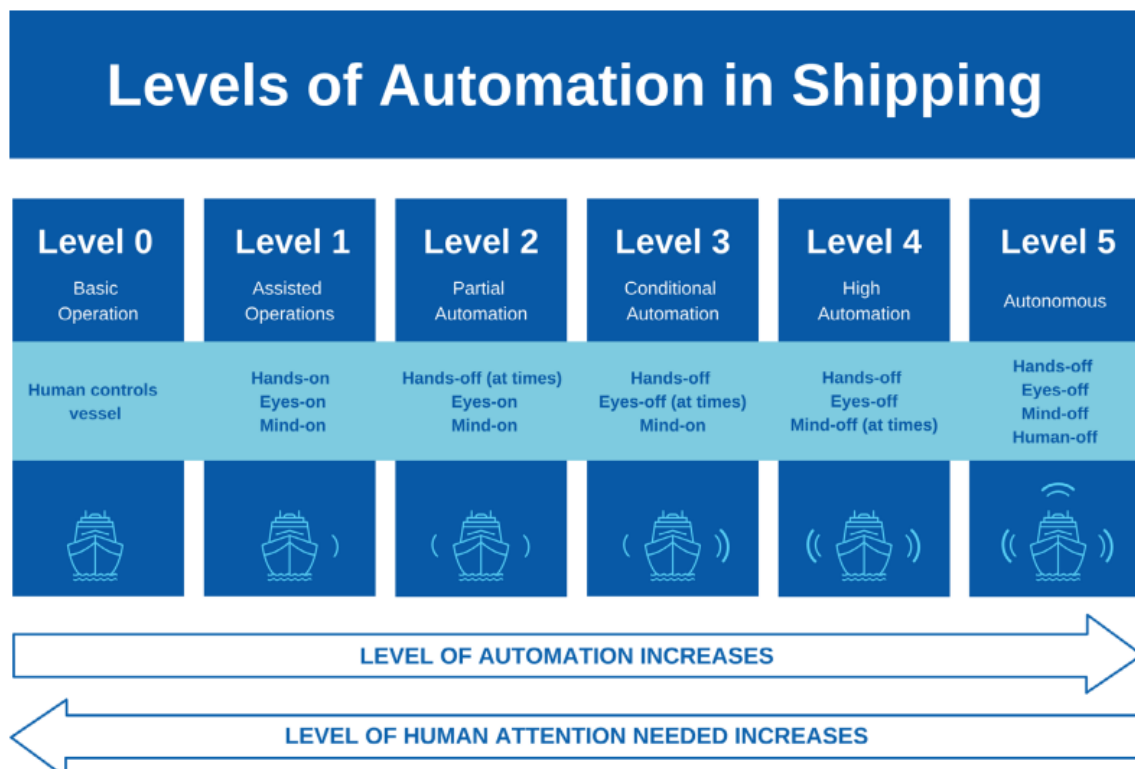 Levels of Automation in Shipping
Level 0
Basic
Operation
Human controls
vessel
Level 1
Assisted
Operations
Hands-on
Eyes-on
Mind-on
Level 2
Partial
Automation
Hands-off (at times)
Eyes-on
Mind-on
Level 3
Conditional
Automation
Hands-off
Eyes-off (at times)
Mind-on
Level 4
High
Automation
Hands-off
Eyes-off
Mind-off (at times)
Level 5
Autonomous
Hands-off
Eyes-off
Mind-off
Human-off
LEVEL OF AUTOMATION INCREASES
LEVEL OF HUMAN ATTENTION NEEDED INCREASES